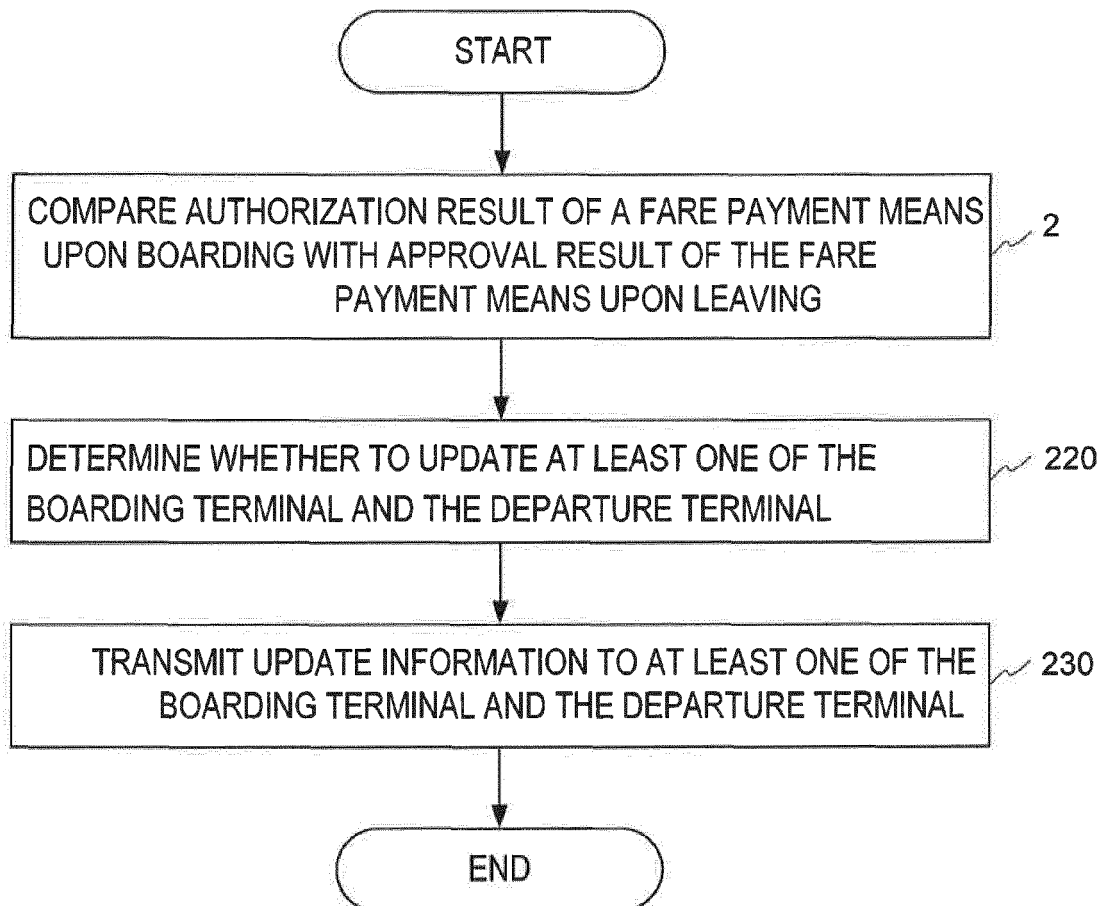 START
COMPARE AUTHORIZATION RESULT OF A FARE PAYMENT MEANS
UPON BOARDING WITH APPROVAL RESULT OF THE FARE
PAYMENT MEANS UPON LEAVING
2
DETERMINE WHETHER TO UPDATE AT LEAST ONE OF THE
BOARDING TERMINAL AND THE DEPARTURE TERMINAL
220
TRANSMIT UPDATE INFORMATION TO AT LEAST ONE OF THE
BOARDING TERMINAL AND THE DEPARTURE TERMINAL
230
END